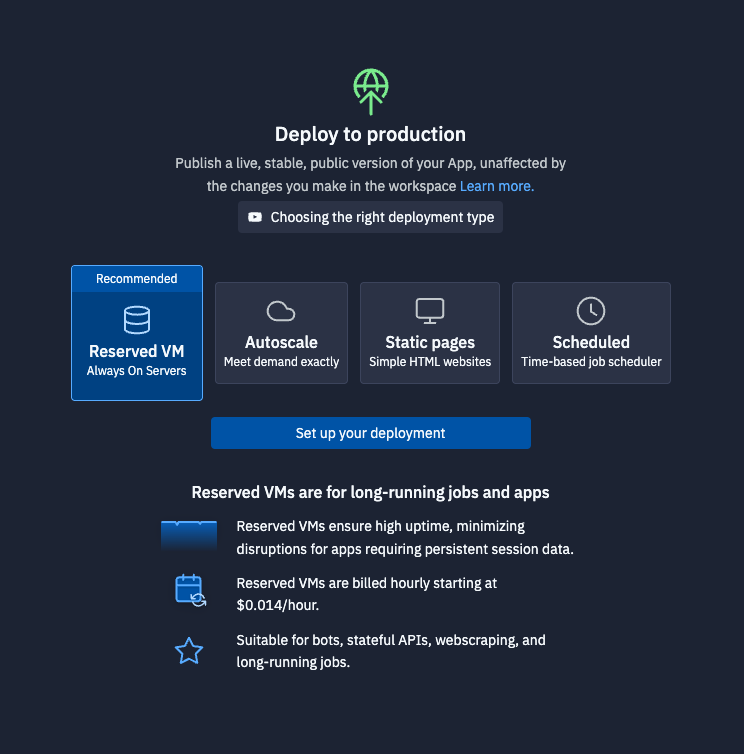 Deploy to production
Publish a live, stable, public version of your App, unaffected by
the changes you make in the workspace Learn more.
Choosing the right deployment type
Recommended
Reserved VM
Always On Servers
Autoscale
Meet demand exactly
Static pages
Simple HTML websites
Scheduled
Time-based job scheduler
Set up your deployment
Reserved VMs are for long-running jobs and apps
Reserved VMs ensure high uptime, minimizing
disruptions for apps requiring persistent session data.
Reserved VMs are billed hourly starting at
$0.014/hour.
Suitable for bots, stateful APIs, webscraping, and
long-running jobs.